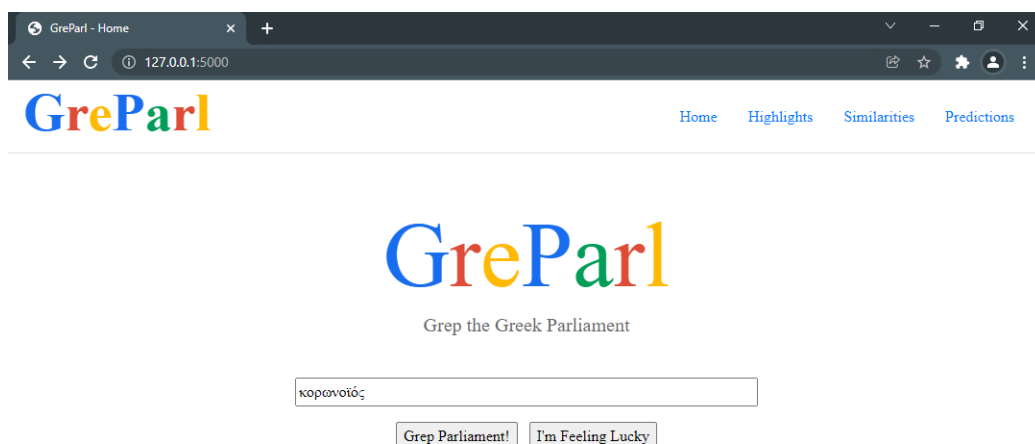 GreParl - Home
127.0.0.1:5000
GreParl Home Highlights Similarities Predictions
GreParl
Grep the Greek Parliament
κορωνοϊός
Grep Parliament! I'm Feeling Lucky